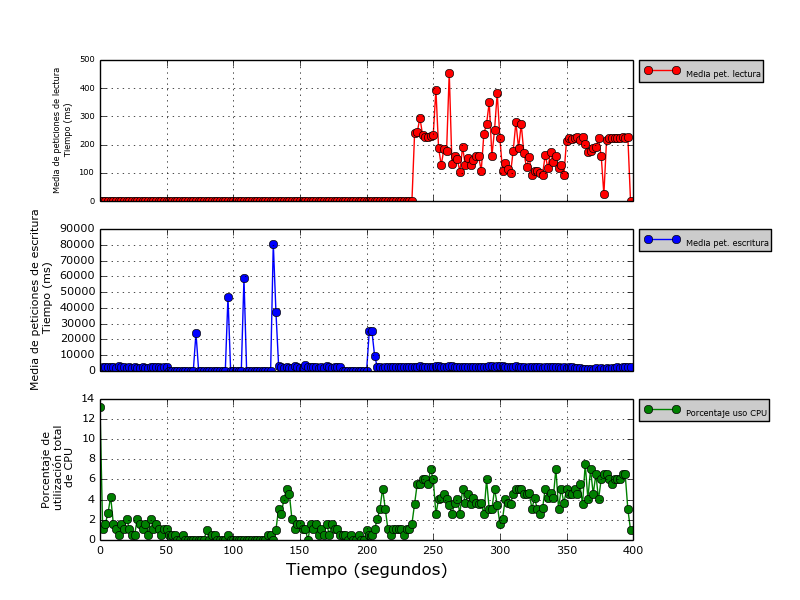 Media de peticiones de lectura
Tiempo (ms)
500
400
300
200
100
0
Media pet. lectura
Media de peticiones de escritura
Tiempo (ms)
90000
80000
70000
60000
50000
40000
30000
20000
10000
0
Media pet. escritura
Porcentaje de
utilización total
de CPU
14
12
10
8
6
4
2
0
Porcentaje uso CPU
0 50 100 150 200 250 300 350 400
Tiempo (segundos)